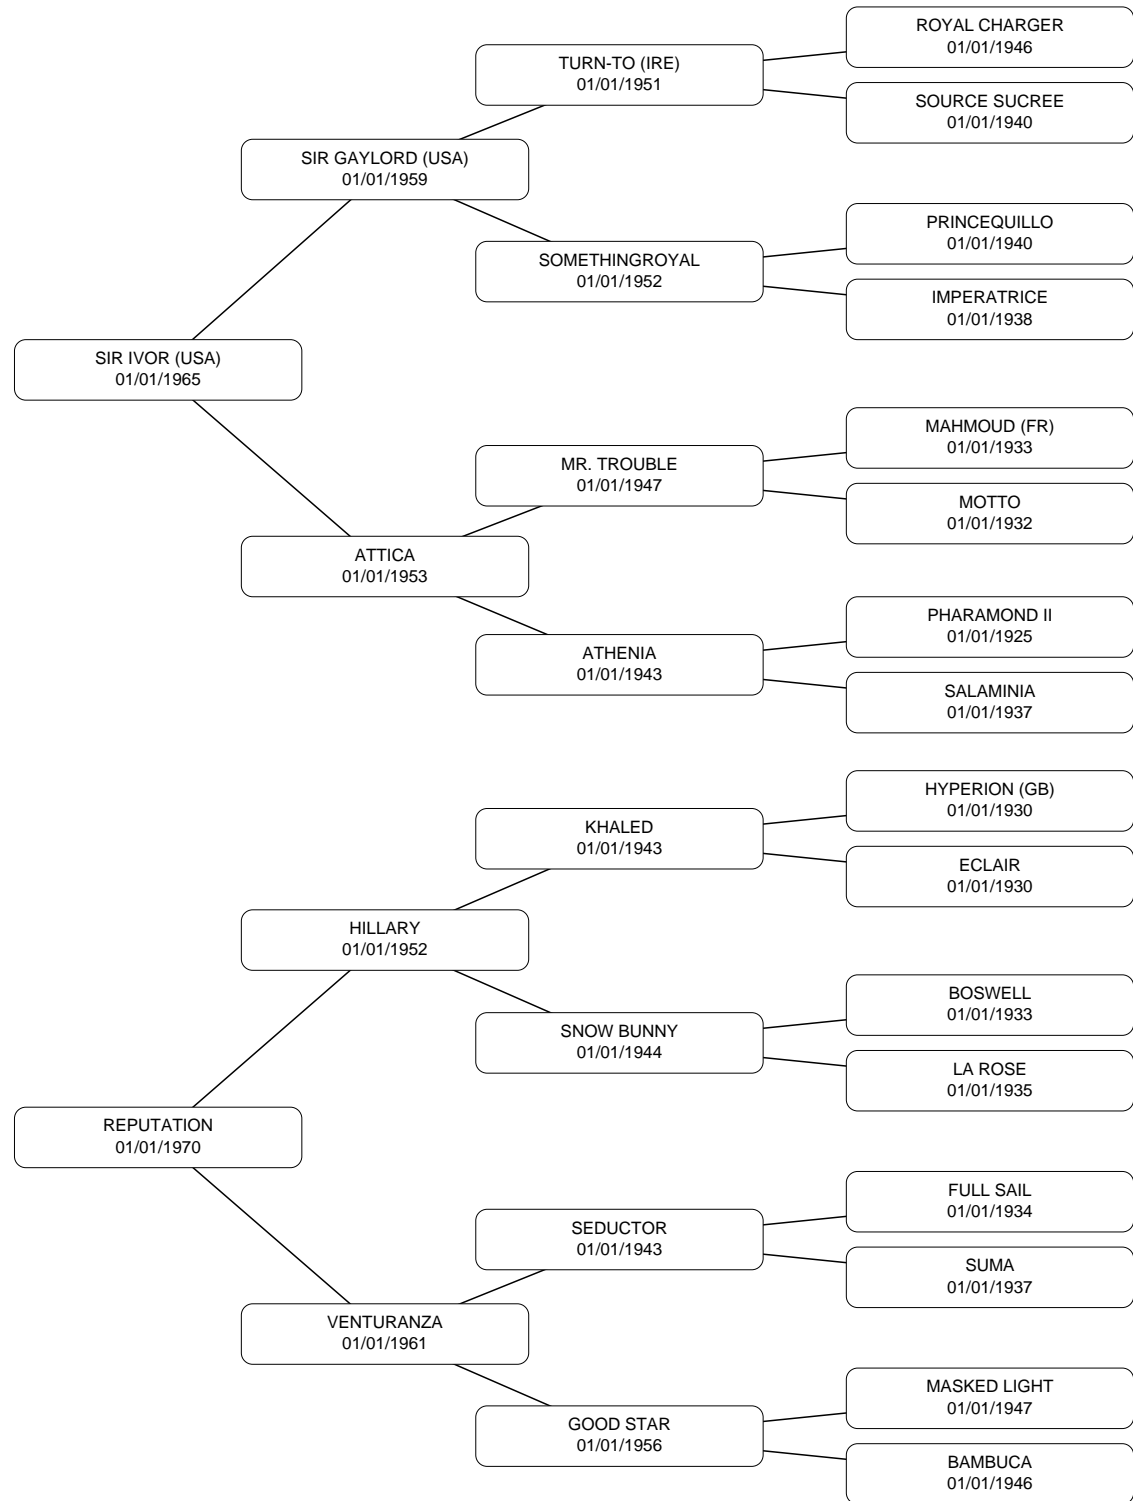 ROYAL CHARGER
01/01/1946
TURN-TO (IRE)
01/01/1951
SOURCE SUCREE
01/01/1940
SIR GAYLORD (USA)
01/01/1959
PRINCEQUILLO
01/01/1940
SOMETHINGROYAL
01/01/1952
IMPERATRICE
01/01/1938
SIR IVOR (USA)
01/01/1965
MAHMOUD (FR)
01/01/1933
MR. TROUBLE
01/01/1947
MOTTO
01/01/1932
ATTICA
01/01/1953
PHARAMOND II
01/01/1925
ATHENIA
01/01/1943
SALAMINIA
01/01/1937
HYPERION (GB)
01/01/1930
KHALED
01/01/1943
ECLAIR
01/01/1930
HILLARY
01/01/1952
BOSWELL
01/01/1933
SNOW BUNNY
01/01/1944
LA ROSE
01/01/1935
REPUTATION
01/01/1970
FULL SAIL
01/01/1934
SEDUCTOR
01/01/1943
SUMA
01/01/1937
VENTURANZA
01/01/1961
MASKED LIGHT
01/01/1947
GOOD STAR
01/01/1956
BAMBUCA
01/01/1946